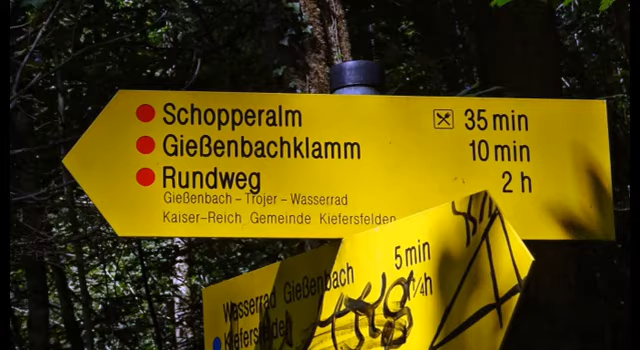 Schopperalm 35 min
Gießenbachklamm 10 min
Rundweg 2 h
Gießenbach – Trojer – Wasserrad
Kaiser-Reich Gemeinde Kiefersfelden
Wasserrad Gießenbach 5 min
Kiefersfelden